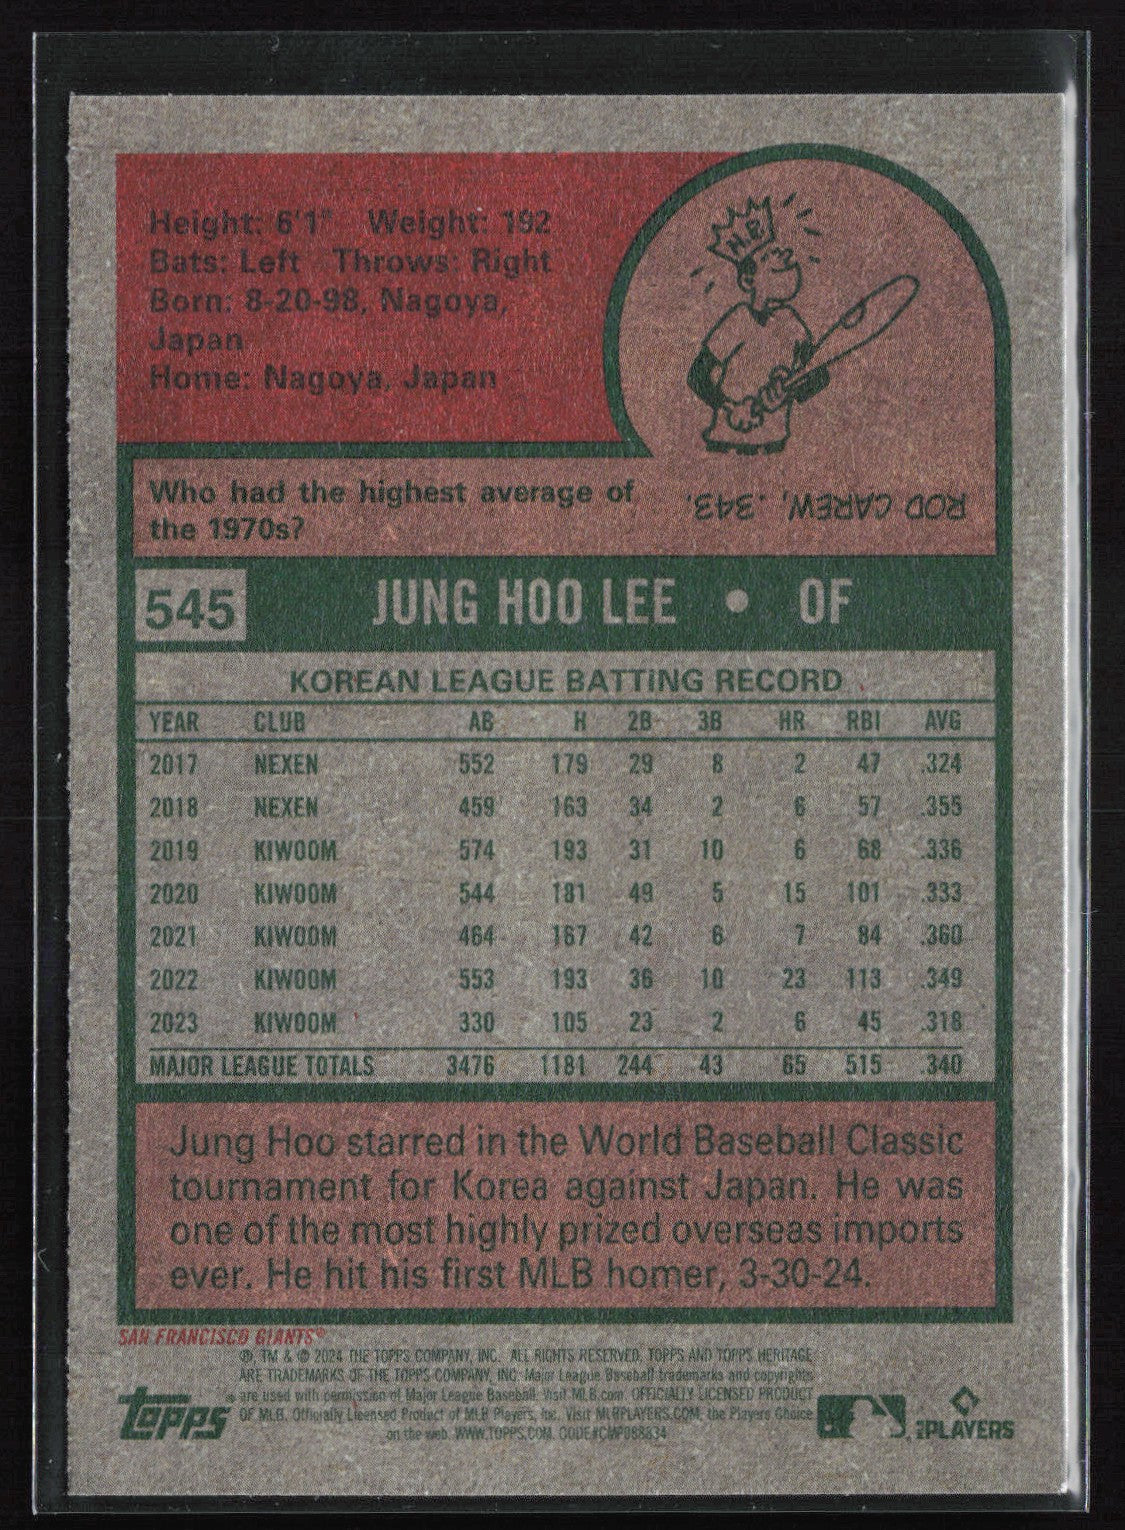 H.E.
Height: 6'1" Weight: 192
Bats: Left Throws: Right
Born: 8-20-98, Nagoya,
Japan
Home: Nagoya, Japan
Who had the highest average of
the 1970s?
ROD CAREW, .343.
545 JUNG HOO LEE • OF
KOREAN LEAGUE BATTING RECORD
YEAR CLUB AB H 2B 3B HR RBI AVG
2017 NEXEN 552 179 29 8 2 47 .324
2018 NEXEN 459 163 34 2 6 57 .355
2019 KIWOOM 574 193 31 10 6 68 .336
2020 KIWOOM 544 181 49 5 15 101 .333
2021 KIWOOM 464 167 42 6 7 84 .360
2022 KIWOOM 553 193 36 10 23 113 .349
2023 KIWOOM 330 105 23 2 6 45 .318
MAJOR LEAGUE TOTALS 3476 1181 244 43 65 515 .340
Jung Hoo starred in the World Baseball Classic
tournament for Korea against Japan. He was
one of the most highly prized overseas imports
ever. He hit his first MLB homer, 3-30-24.
SAN FRANCISCO GIANTS®
®, TM & © 2024 THE TOPPS COMPANY, INC. ALL RIGHTS RESERVED. TOPPS AND TOPPS HERITAGE
ARE TRADEMARKS OF THE TOPPS COMPANY, INC. Major League Baseball trademarks and copyrights
are used with permission of Major League Baseball. Visit MLB.com. OFFICIALLY LICENSED PRODUCT
OF MLB. Officially Licensed Product of MLB Players, Inc. Visit MLBPLAYERS.COM, the Players Choice
on the web. WWW.TOPPS.COM. CODE#CMP088834
topps
PLAYERS